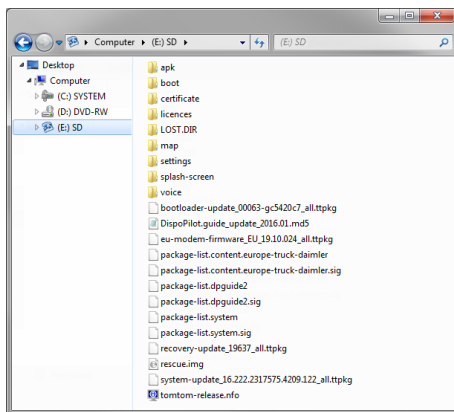 Computer ▸ (E:) SD ▸
(E:) SD
Desktop
Computer
(C:) SYSTEM
(D:) DVD-RW
(E:) SD
apk
boot
certificate
licences
LOST.DIR
map
settings
splash-screen
voice
bootloader-update_00063-gc5420c7_all.ttpkg
DispoPilot.guide_update_2016.01.md5
eu-modem-firmware_EU_19.10.024_all.ttpkg
package-list.content.europe-truck-daimler
package-list.content.europe-truck-daimler.sig
package-list.dpguide2
package-list.dpguide2.sig
package-list.system
package-list.system.sig
recovery-update_19637_all.ttpkg
rescue.img
system-update_16.222.2317575.4209.122_all.ttpkg
tomtom-release.nfo